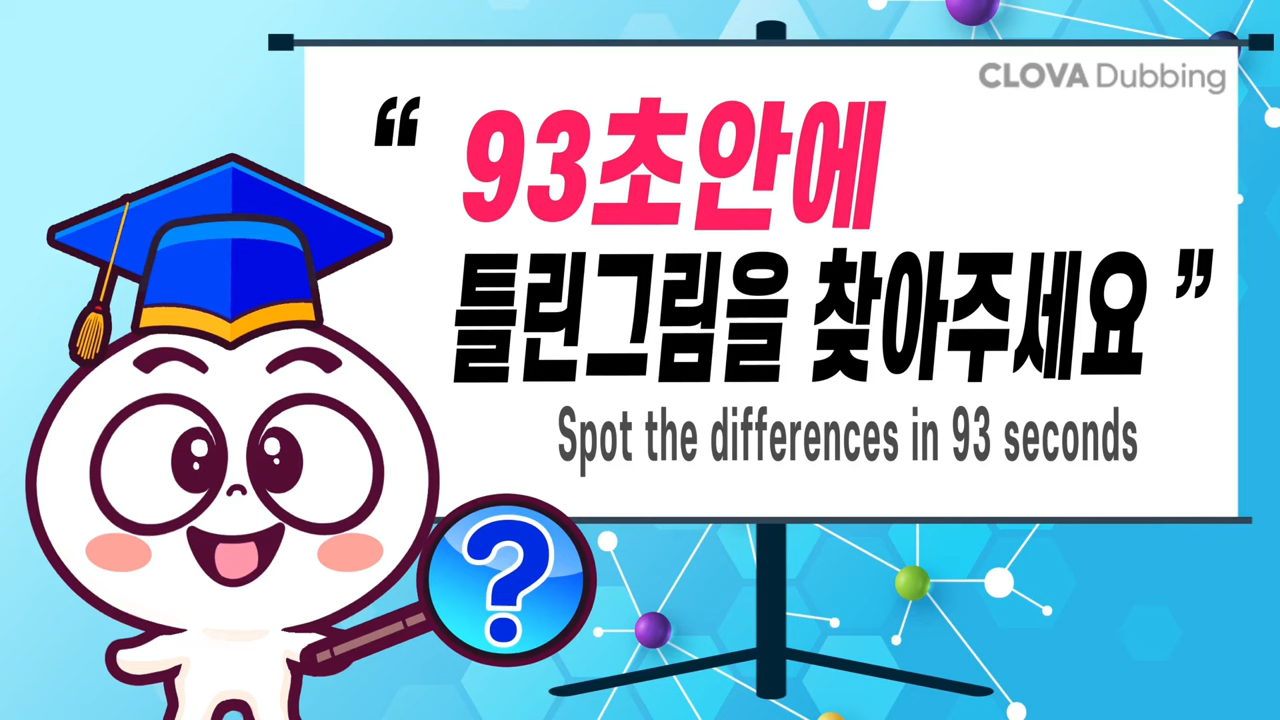 CLOVA Dubbing
“ 93초안에
틀린그림을 찾아주세요 ”
Spot the differences in 93 seconds
?